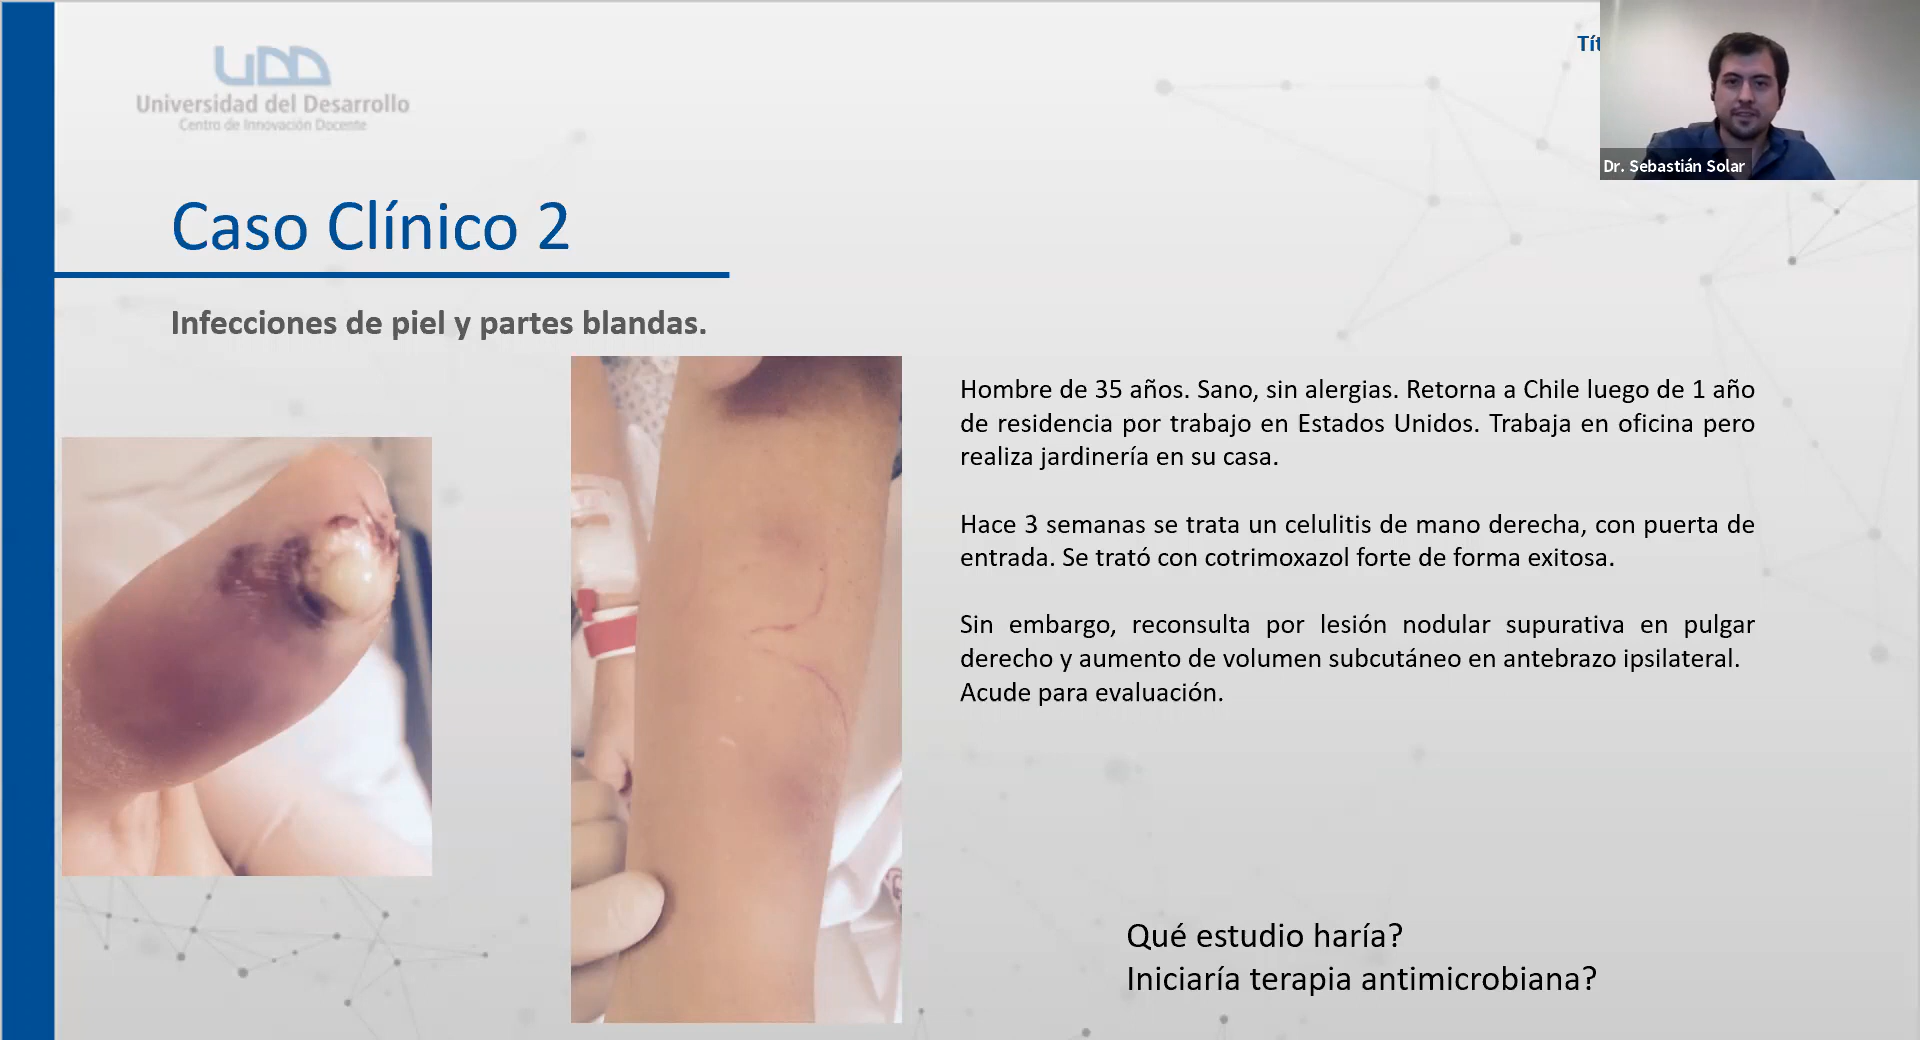 UDD
Universidad del Desarrollo
Centro de Innovación Docente
Tít
Dr. Sebastián Solar
Caso Clínico 2
Infecciones de piel y partes blandas.
Hombre de 35 años. Sano, sin alergias. Retorna a Chile luego de 1 año
de residencia por trabajo en Estados Unidos. Trabaja en oficina pero
realiza jardinería en su casa.
Hace 3 semanas se trata un celulitis de mano derecha, con puerta de
entrada. Se trató con cotrimoxazol forte de forma exitosa.
Sin embargo, reconsulta por lesión nodular supurativa en pulgar
derecho y aumento de volumen subcutáneo en antebrazo ipsilateral.
Acude para evaluación.
Qué estudio haría?
Iniciaría terapia antimicrobiana?